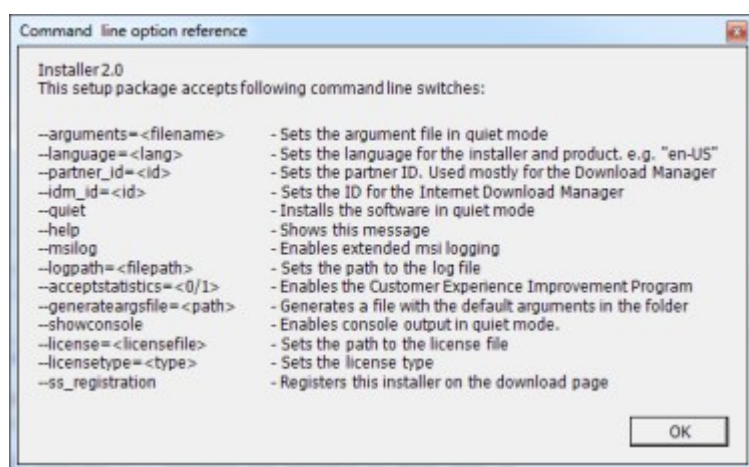 Command line option reference
Installer 2.0
This setup package accepts following command line switches:
--arguments=<filename> - Sets the argument file in quiet mode
--language=<lang> - Sets the language for the installer and product. e.g. "en-US"
--partner_id=<id> - Sets the partner ID. Used mostly for the Download Manager
--idm_id=<id> - Sets the ID for the Internet Download Manager
--quiet - Installs the software in quiet mode
--help - Shows this message
--msilog - Enables extended msi logging
--logpath=<filepath> - Sets the path to the log file
--acceptstatistics=<0/1> - Enables the Customer Experience Improvement Program
--generateargsfile=<path> - Generates a file with the default arguments in the folder
--showconsole - Enables console output in quiet mode.
--license=<licensefile> - Sets the path to the license file
--licensetype=<type> - Sets the license type
--ss_registration - Registers this installer on the download page
OK